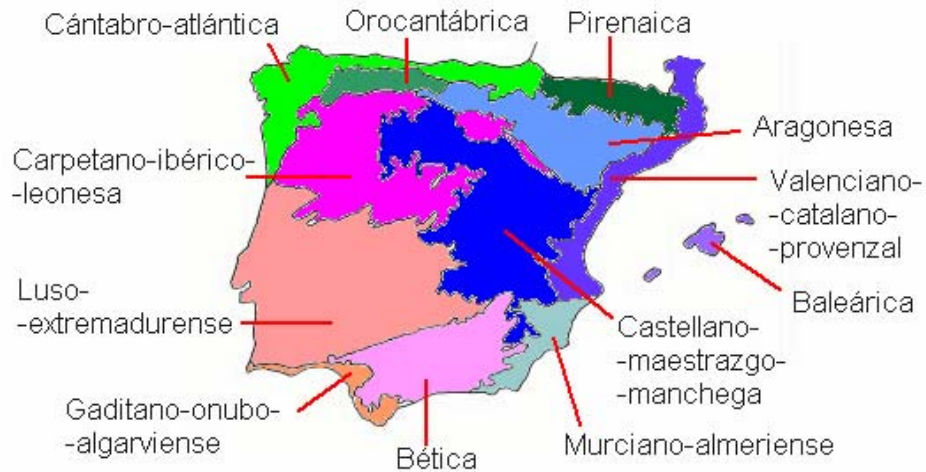 Cántabro-atlántica
Orocantábrica
Pirenaica
Aragonesa
Carpetano-ibérico-
-leonesa
Valenciano-
-catalano-
-provenzal
Baleárica
Luso-
-extremadurense
Castellano-
-maestrazgo-
-manchega
Gaditano-onubo-
-algarviense
Bética
Murciano-almeriense